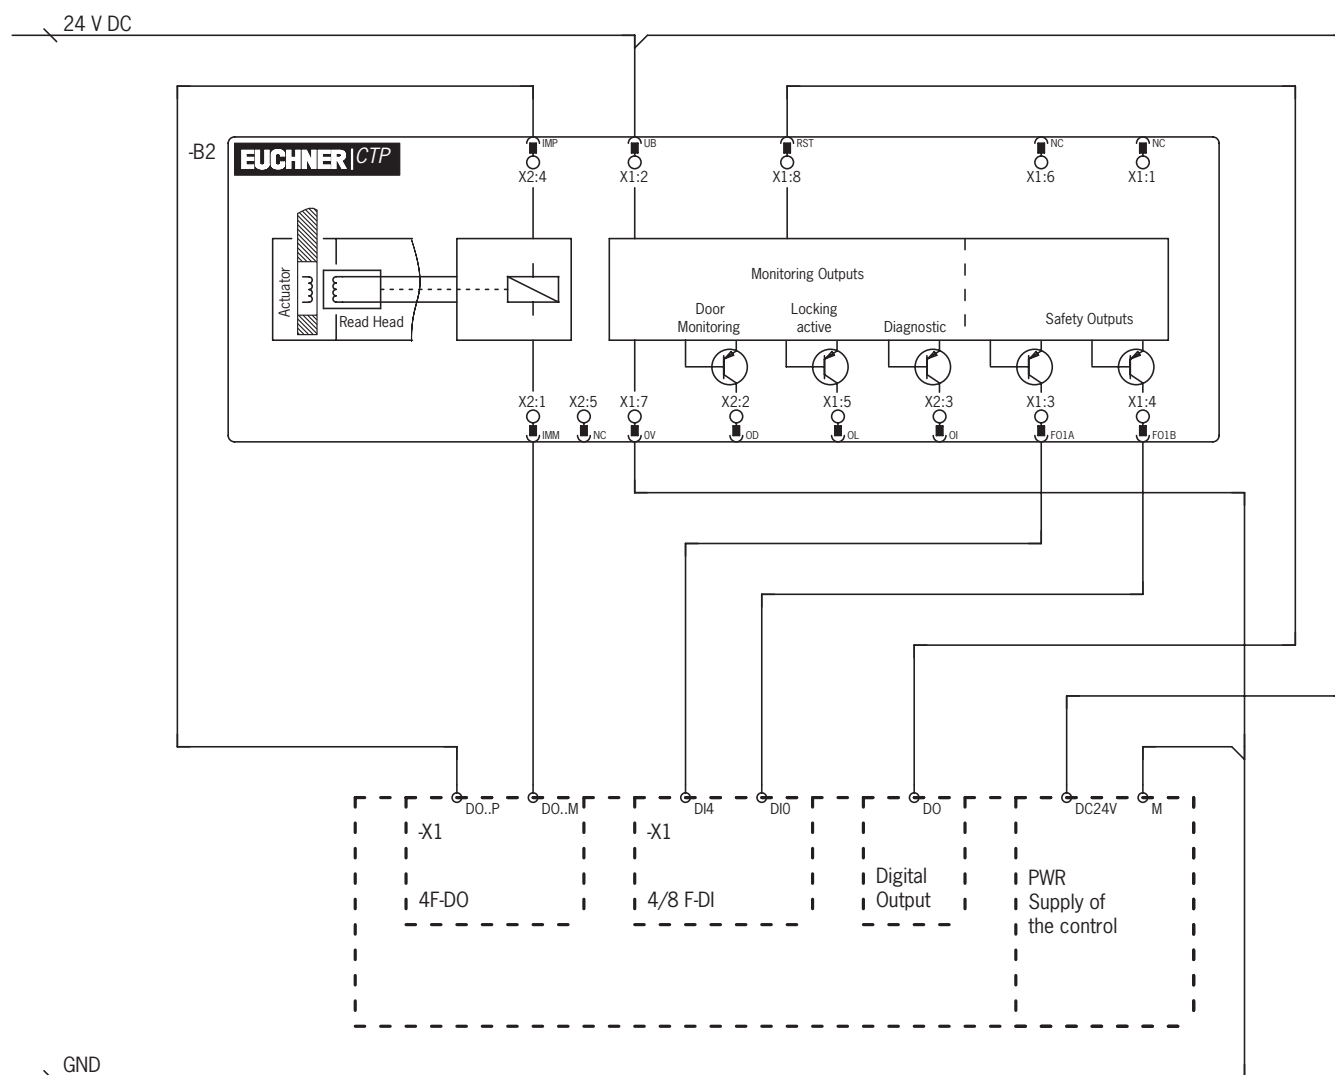 24 V DC
-B2
EUCHNER CTP
IMP
UB
RST
NC
NC
X2:4
X1:2
X1:8
X1:6
X1:1
Actuator
Read Head
Monitoring Outputs
Door
Monitoring
Locking
active
Diagnostic
Safety Outputs
X2:1
X2:5
X1:7
X2:2
X1:5
X2:3
X1:3
X1:4
IMM
NC
0V
OD
OL
OI
FO1A
FO1B
DO..P
DO..M
DI4
DI0
DO
DC24V
M
-X1
4F-DO
-X1
4/8 F-DI
Digital
Output
PWR
Supply of
the control
GND